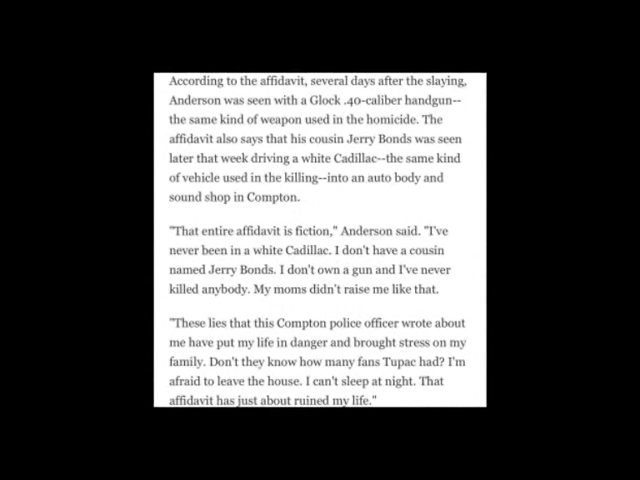 According to the affidavit, several days after the slaying,
Anderson was seen with a Glock .40-caliber handgun--
the same kind of weapon used in the homicide. The
affidavit also says that his cousin Jerry Bonds was seen
later that week driving a white Cadillac--the same kind
of vehicle used in the killing--into an auto body and
sound shop in Compton.
"That entire affidavit is fiction," Anderson said. "I've
never been in a white Cadillac. I don't have a cousin
named Jerry Bonds. I don't own a gun and I've never
killed anybody. My moms didn't raise me like that.
"These lies that this Compton police officer wrote about
me have put my life in danger and brought stress on my
family. Don't they know how many fans Tupac had? I'm
afraid to leave the house. I can't sleep at night. That
affidavit has just about ruined my life."